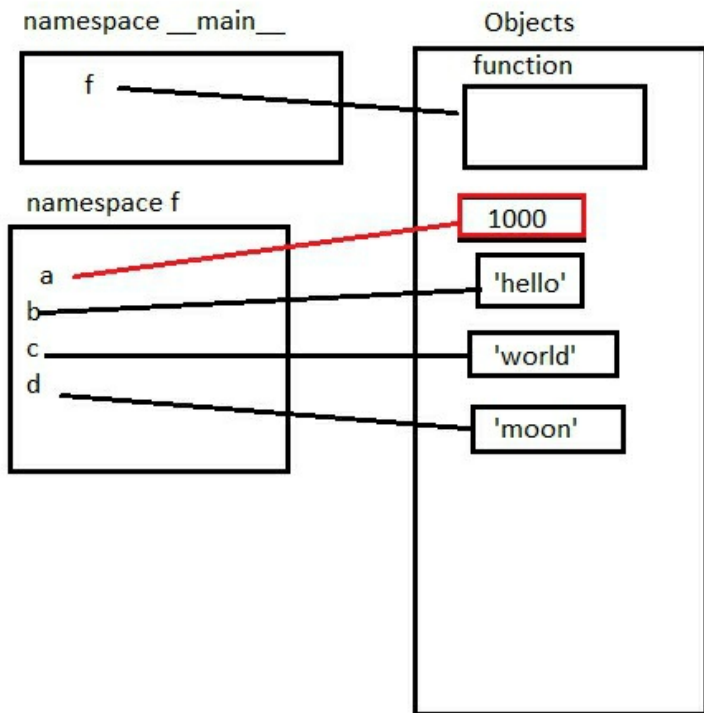 namespace __main__
Objects
function
f
namespace f
1000
a
'hello'
b
c
'world'
d
'moon'